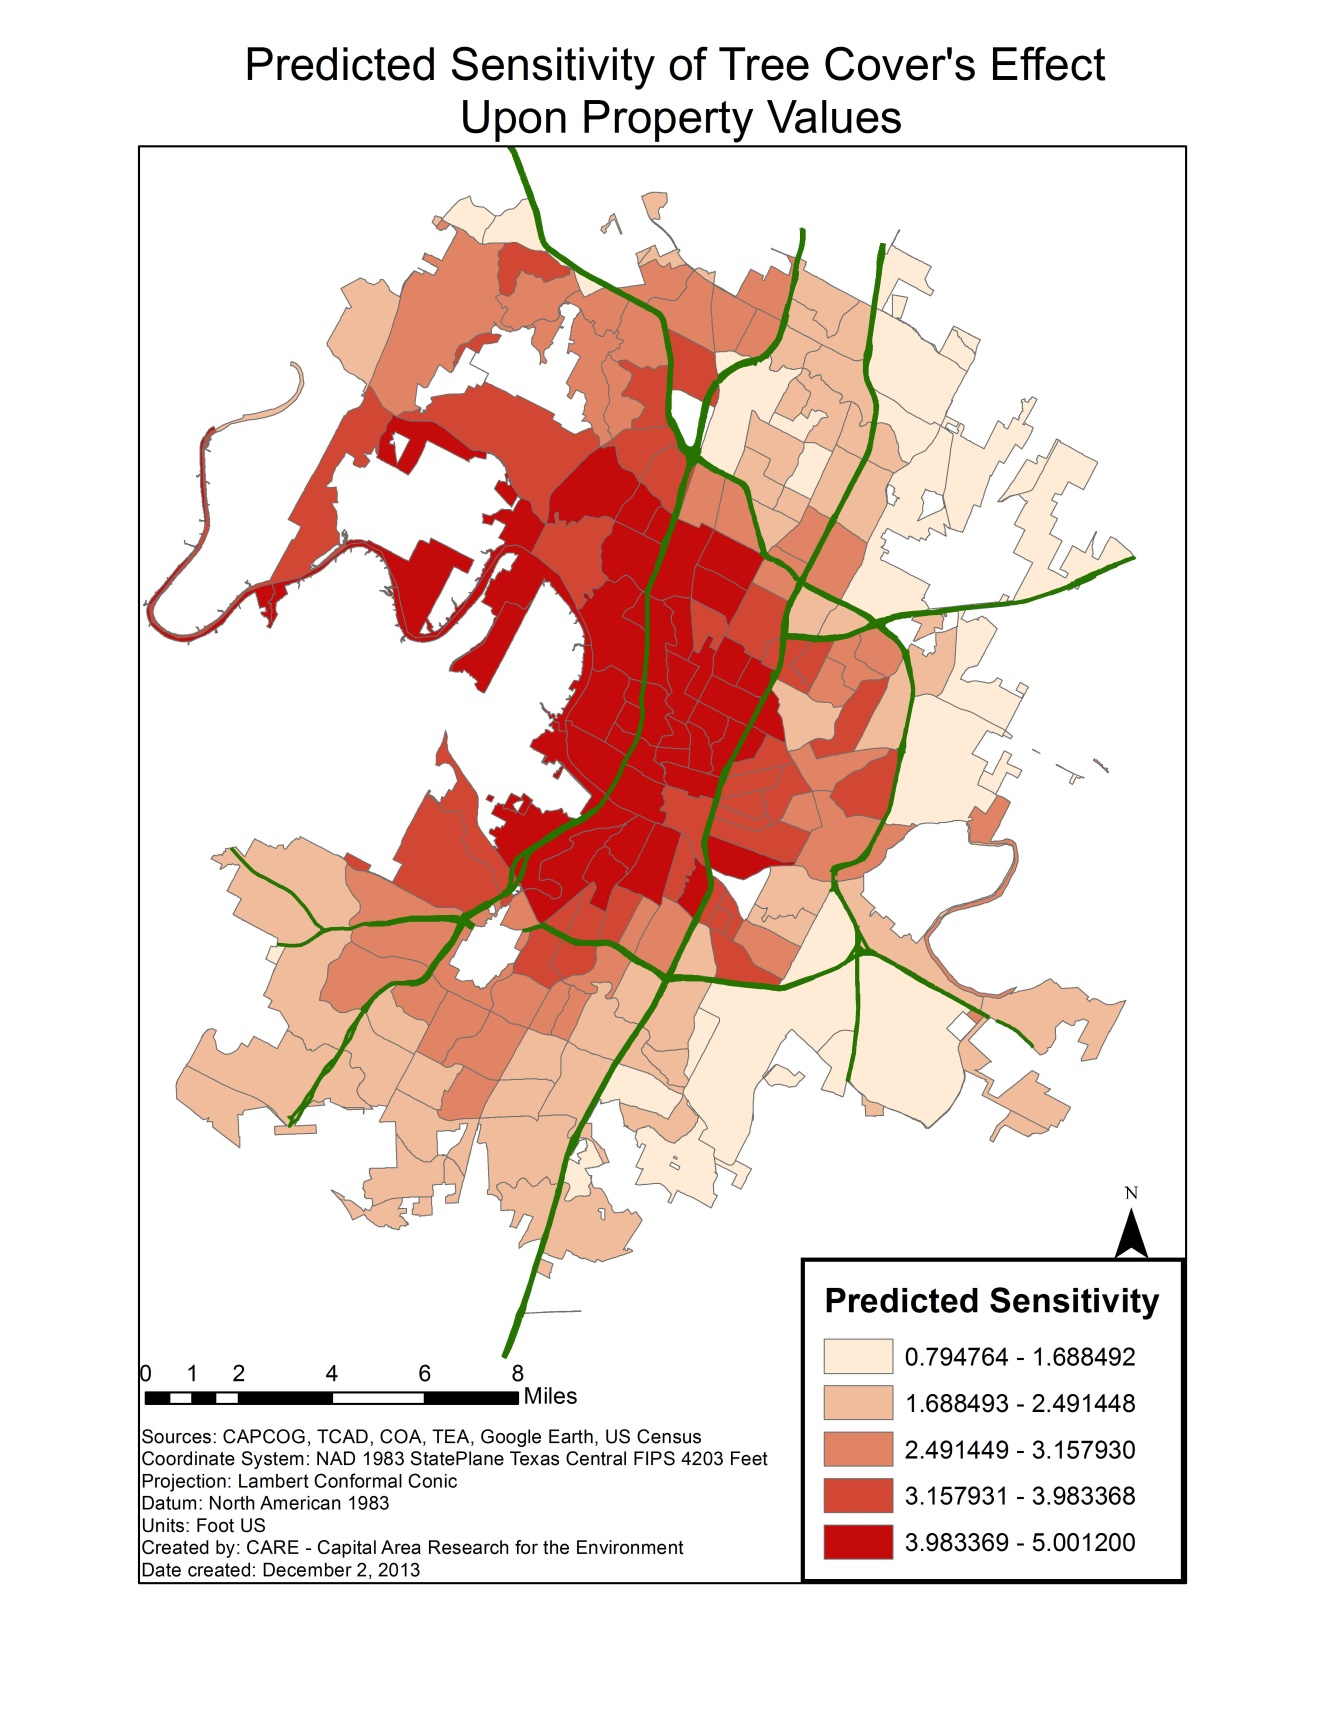 Predicted Sensitivity of Tree Cover's Effect
Upon Property Values
N
Predicted Sensitivity
0.794764 - 1.688492
1.688493 - 2.491448
2.491449 - 3.157930
3.157931 - 3.983368
3.983369 - 5.001200
0 1 2 4 6 8
Miles
Sources: CAPCOG, TCAD, COA, TEA, Google Earth, US Census
Coordinate System: NAD 1983 StatePlane Texas Central FIPS 4203 Feet
Projection: Lambert Conformal Conic
Datum: North American 1983
Units: Foot US
Created by: CARE - Capital Area Research for the Environment
Date created: December 2, 2013